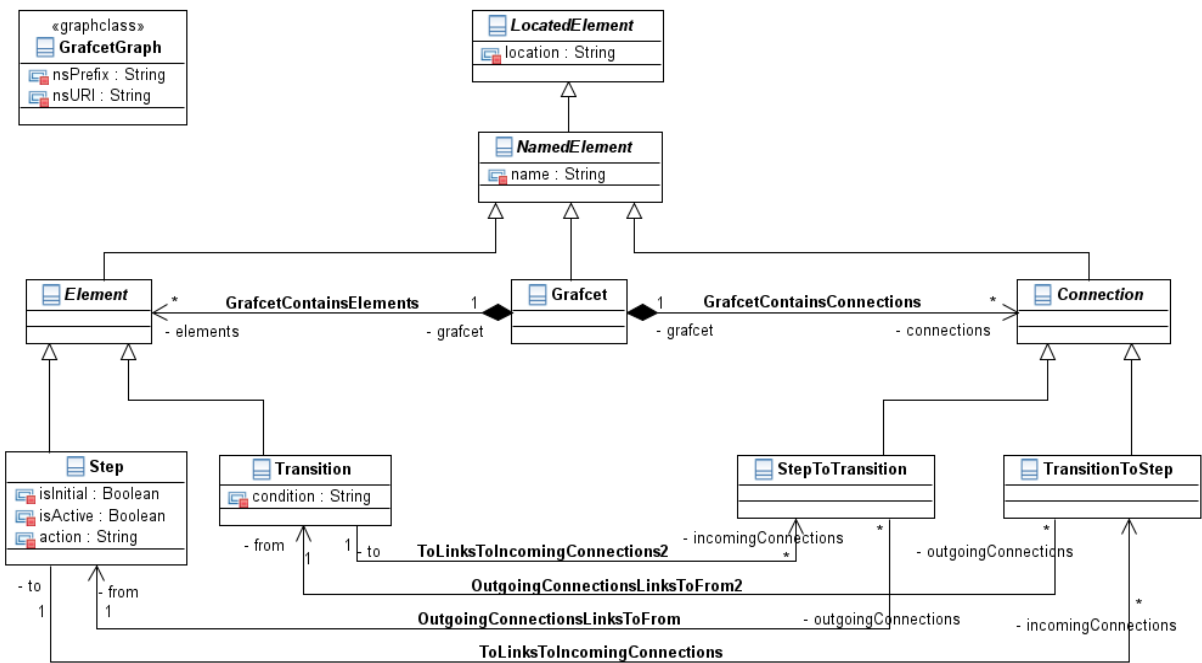 «graphclass»
GrafcetGraph
nsPrefix : String
nsURI : String
LocatedElement
location : String
NamedElement
name : String
Element
* GrafcetContainsElements 1
- elements - grafcet
Grafcet
1 GrafcetContainsConnections *
- grafcet - connections
Connection
Step
isInitial : Boolean
isActive : Boolean
action : String
Transition
condition : String
StepToTransition
TransitionToStep
- from 1 1 - to ToLinksToIncomingConnections2 - incomingConnections * * - outgoingConnections *
OutgoingConnectionsLinksToFrom2
- to 1 - from 1 OutgoingConnectionsLinksToFrom - outgoingConnections * - incomingConnections
ToLinksToIncomingConnections